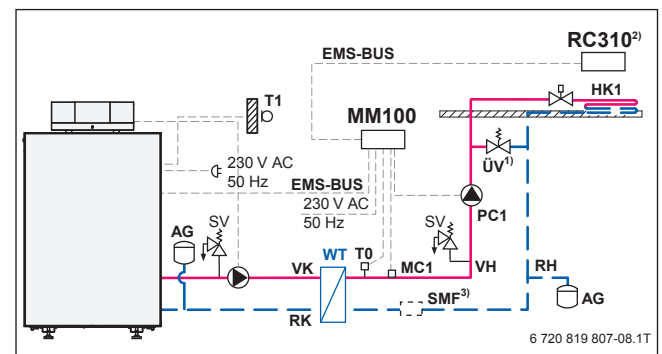 RC310²⁾
EMS-BUS
HK1
T1
MM100
230 V AC
50 Hz
ÜV¹⁾
EMS-BUS
230 V AC
50 Hz
PC1
SV
SV
AG
WT
T0
VK
MC1
VH
RH
RK
SMF³⁾
AG
6 720 819 807-08.1T